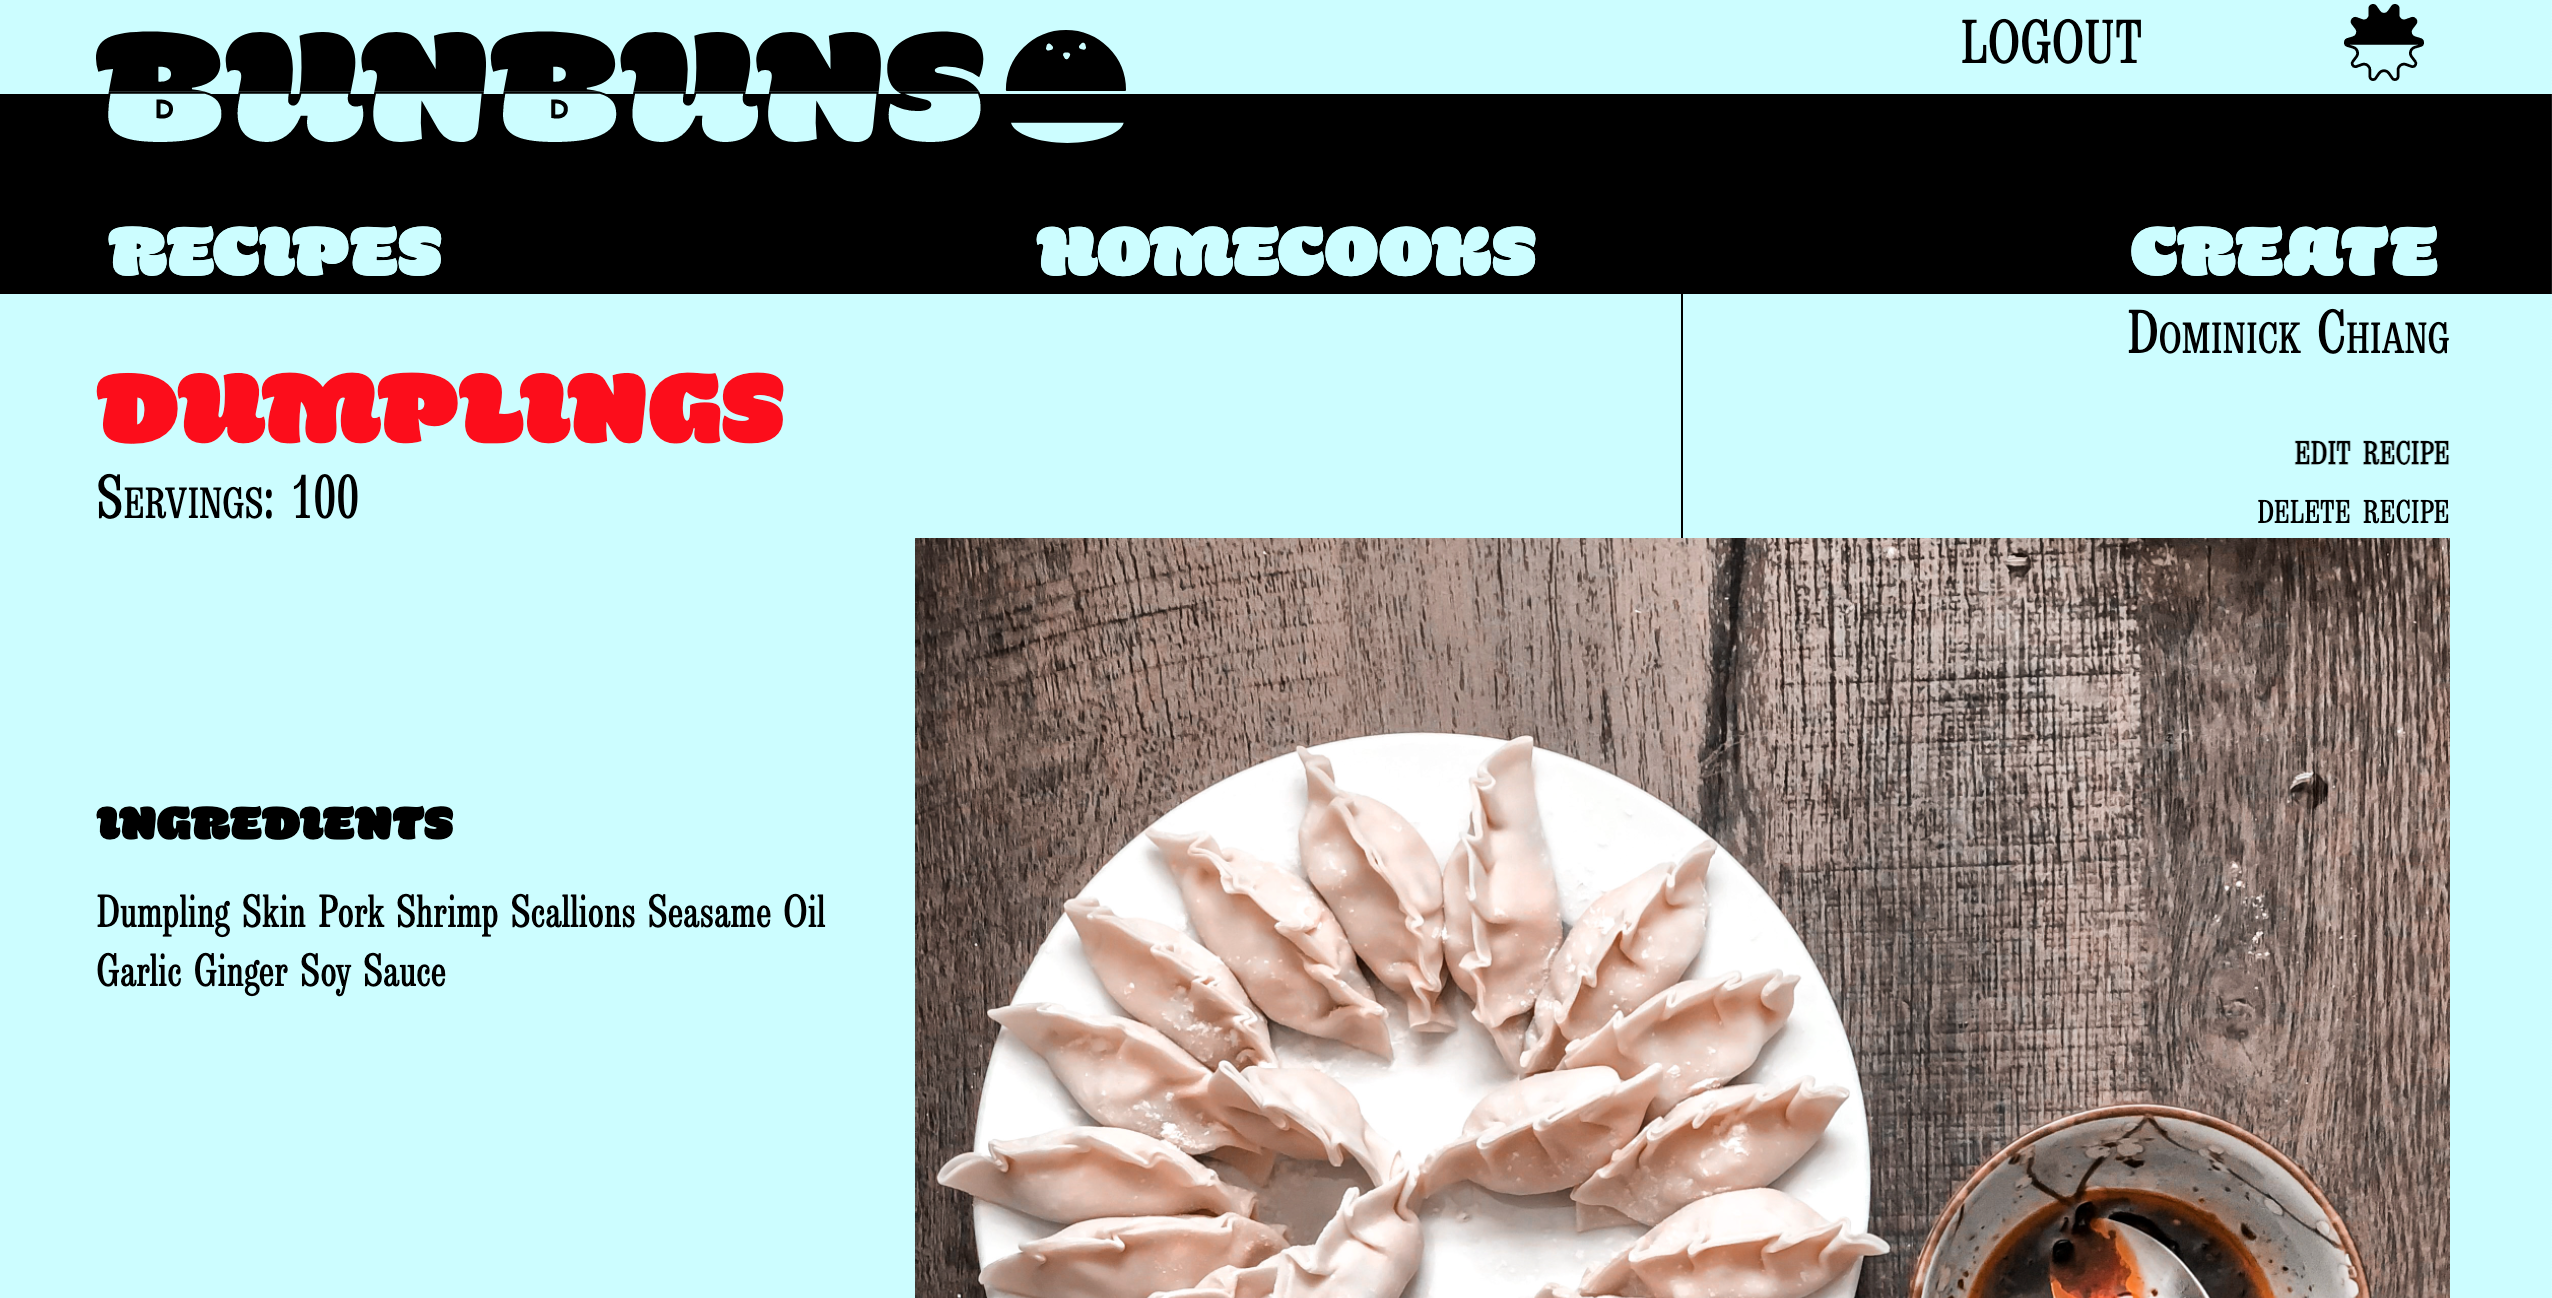 BUNBUNS
LOGOUT
RECIPES
HOMECOOKS
CREATE
Dominick Chiang
DUMPLINGS
EDIT RECIPE
Servings: 100
DELETE RECIPE
INGREDIENTS
Dumpling Skin Pork Shrimp Scallions Seasame Oil
Garlic Ginger Soy Sauce